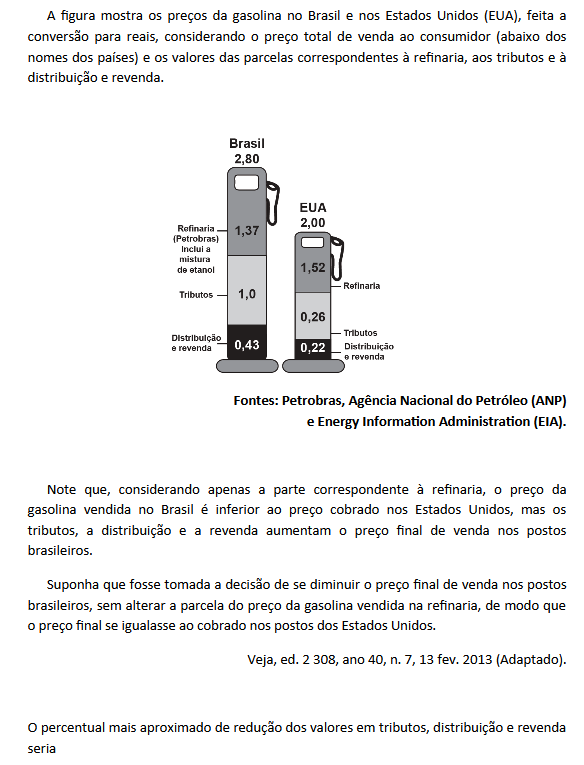 A figura mostra os preços da gasolina no Brasil e nos Estados Unidos (EUA), feita a
conversão para reais, considerando o preço total de venda ao consumidor (abaixo dos
nomes dos países) e os valores das parcelas correspondentes à refinaria, aos tributos e à
distribuição e revenda.
Brasil
2,80
Refinaria
(Petrobras)
Inclui a
mistura
de etanol
1,37
Tributos
1,0
Distribuição
e revenda
0,43
EUA
2,00
1,52
Refinaria
0,26
Tributos
0,22
Distribuição
e revenda
Fontes: Petrobras, Agência Nacional do Petróleo (ANP)
e Energy Information Administration (EIA).
Note que, considerando apenas a parte correspondente à refinaria, o preço da
gasolina vendida no Brasil é inferior ao preço cobrado nos Estados Unidos, mas os
tributos, a distribuição e a revenda aumentam o preço final de venda nos postos
brasileiros.
Suponha que fosse tomada a decisão de se diminuir o preço final de venda nos postos
brasileiros, sem alterar a parcela do preço da gasolina vendida na refinaria, de modo que
o preço final se igualasse ao cobrado nos postos dos Estados Unidos.
Veja, ed. 2 308, ano 40, n. 7, 13 fev. 2013 (Adaptado).
O percentual mais aproximado de redução dos valores em tributos, distribuição e revenda
seria